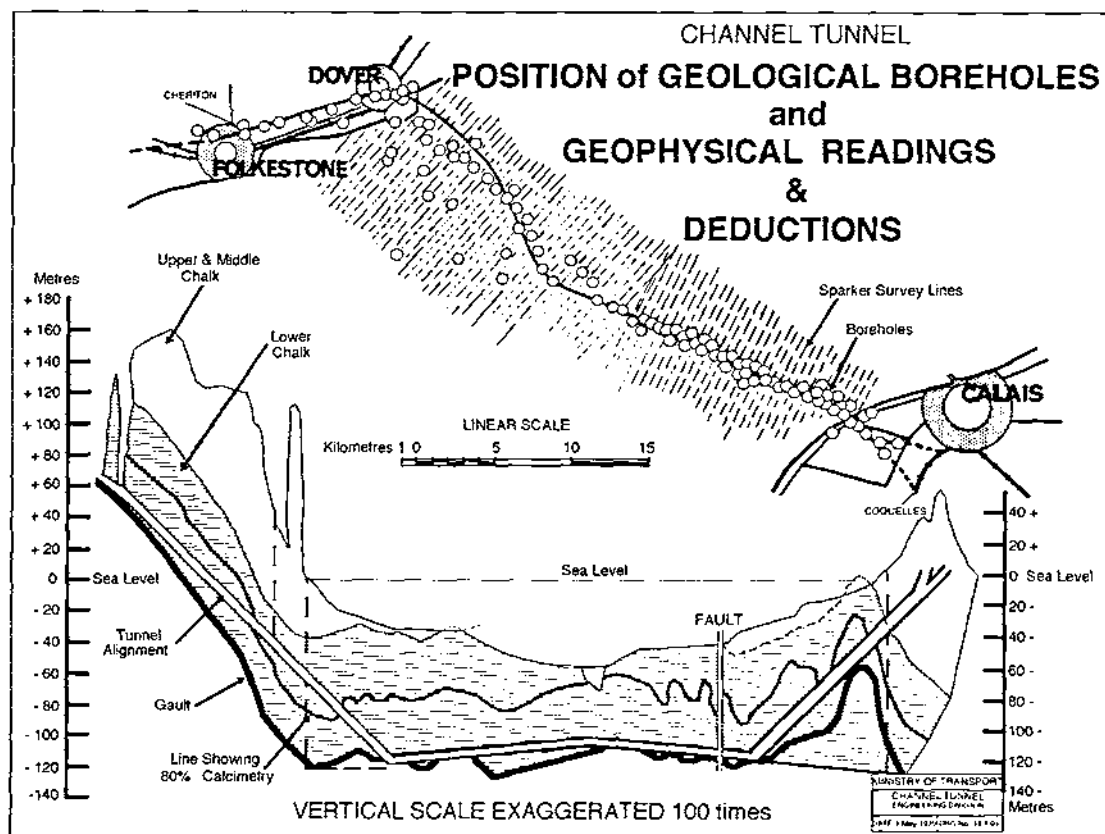 CHANNEL TUNNEL
POSITION of GEOLOGICAL BOREHOLES
and
GEOPHYSICAL READINGS
&
DEDUCTIONS
DOVER
CHERITON
FOLKESTONE
Upper & Middle
Chalk
Lower
Chalk
Sparker Survey Lines
Boreholes
CALAIS
COQUELLES
LINEAR SCALE
Kilometres 1 0 5 10 15
Metres
+ 180
+ 160
+ 140
+ 120
+ 100
+ 80
+ 60
+ 40
+ 20
0 Sea Level
- 20
- 40
- 60
- 80
- 100
- 120
- 140
Sea Level
FAULT
Tunnel
Alignment
Gault
Line Showing
80% Calcimetry
40 +
20 +
0 Sea Level
20 -
40 -
60 -
80 -
100 -
120 -
140 -
Metres
VERTICAL SCALE EXAGGERATED 100 times
MINISTRY OF TRANSPORT
CHANNEL TUNNEL
ENGINEERING DIVISION